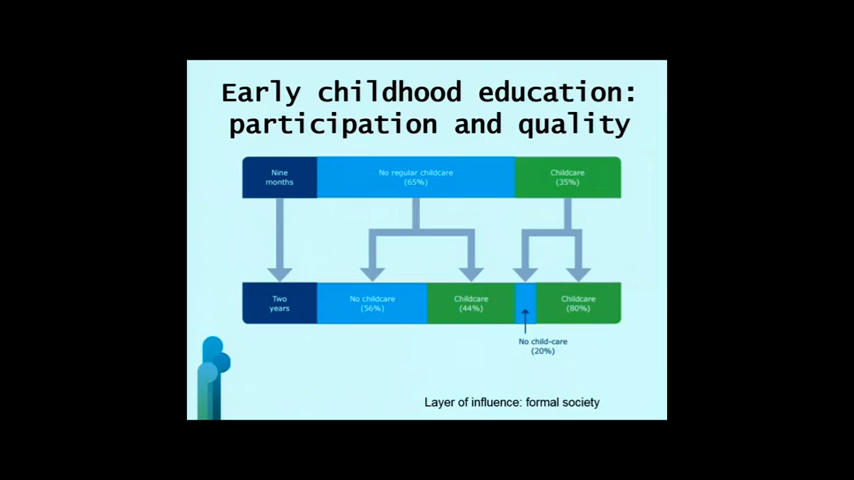 Early childhood education:
participation and quality
Nine
months
No regular childcare
(65%)
Childcare
(35%)
Two
years
No childcare
(56%)
Childcare
(44%)
Childcare
(80%)
No child-care
(20%)
Layer of influence: formal society